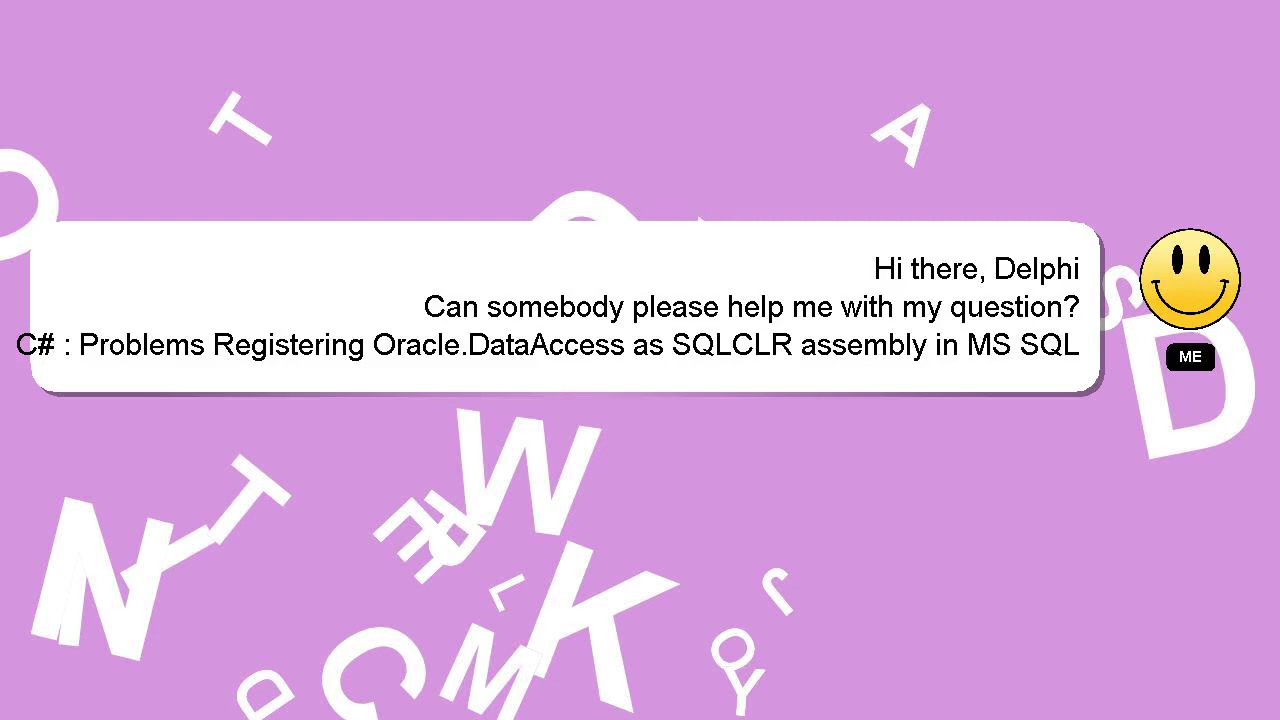 T
A
O
S
Hi there, Delphi
Can somebody please help me with my question?
C# : Problems Registering Oracle.DataAccess as SQLCLR assembly in MS SQL
ME
D
W
T
N
Y
E
R
L
K
J
M
C
O
Y
D